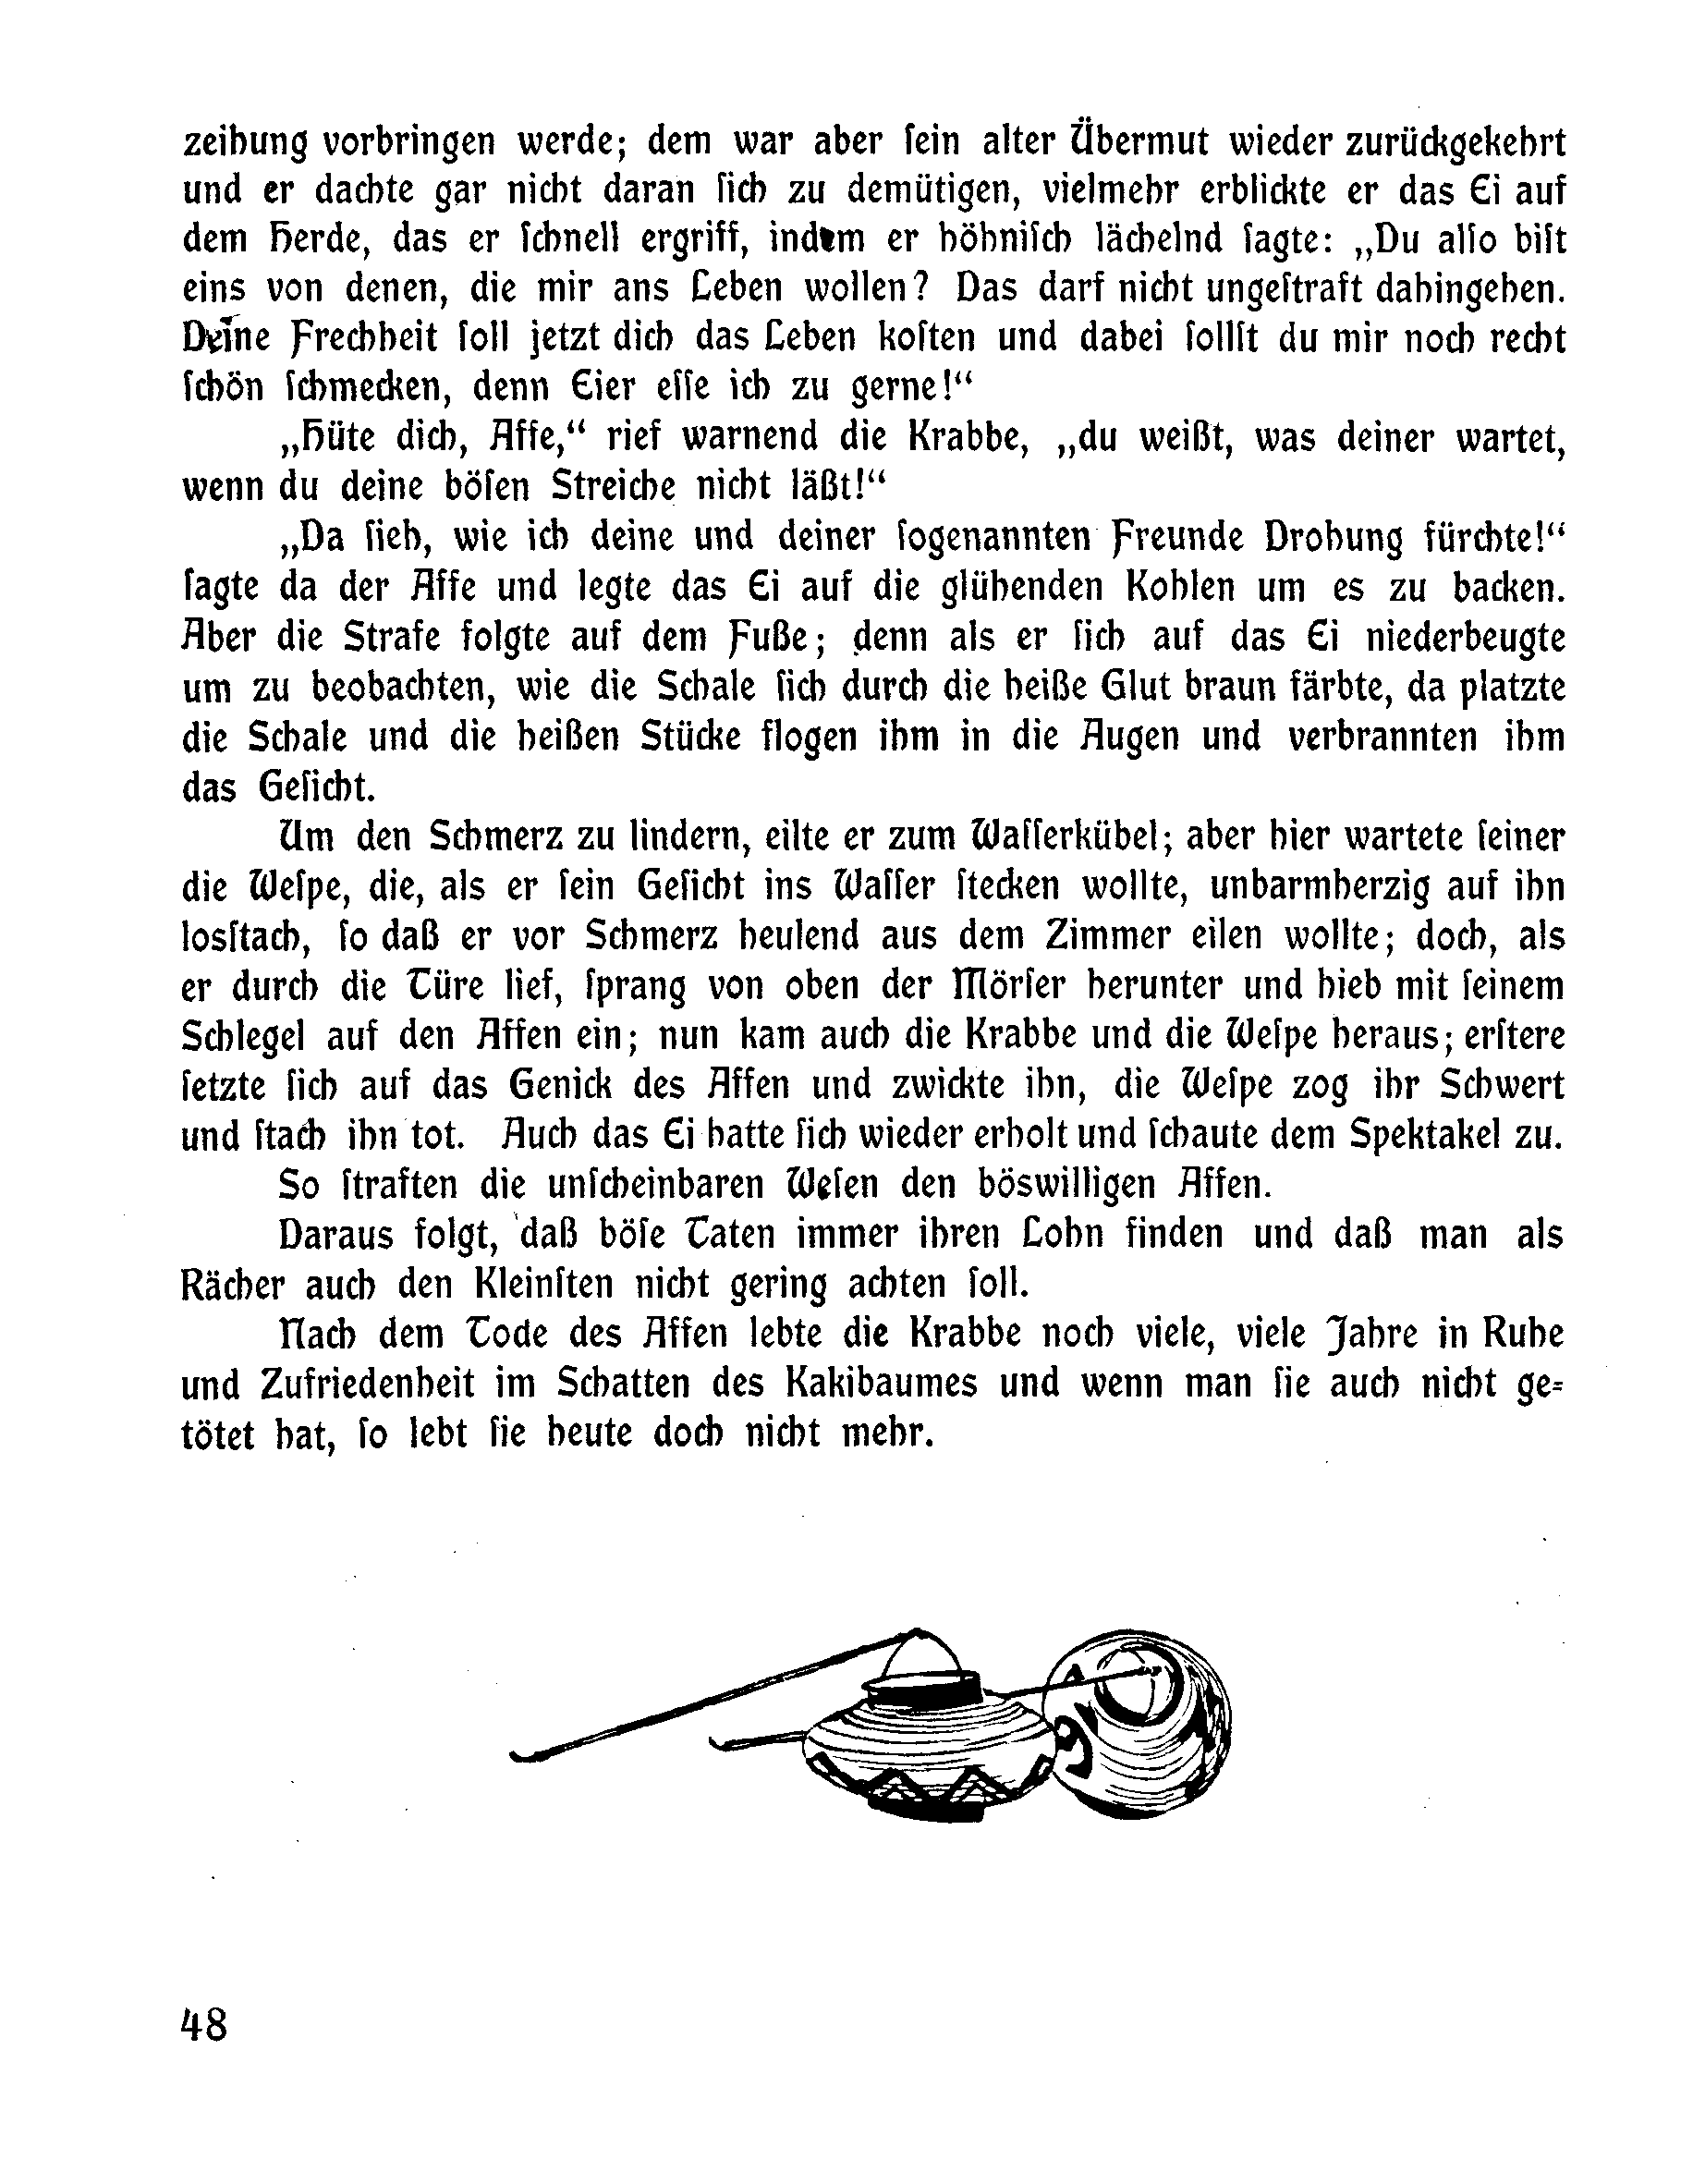 zeihung vorbringen werde; dem war aber ſein alter Übermut wieder zurückgekehrt
und er dachte gar nicht daran ſich zu demütigen, vielmehr erblickte er das Ei auf
dem Herde, das er ſchnell ergriff, indem er höhniſch lächelnd ſagte: „Du alſo biſt
eins von denen, die mir ans Leben wollen? Das darf nicht ungeſtraft dahingehen.
Deine Frechheit ſoll jetzt dich das Leben koſten und dabei ſollſt du mir noch recht
ſchön ſchmecken, denn Eier eſſe ich zu gerne!“
„Hüte dich, Affe,“ rief warnend die Krabbe, „du weißt, was deiner wartet,
wenn du deine böſen Streiche nicht läßt!“
„Da ſieh, wie ich deine und deiner ſogenannten Freunde Drohung fürchte!“
ſagte da der Affe und legte das Ei auf die glühenden Kohlen um es zu backen.
Aber die Strafe folgte auf dem Fuße; denn als er ſich auf das Ei niederbeugte
um zu beobachten, wie die Schale ſich durch die heiße Glut braun färbte, da platzte
die Schale und die heißen Stücke flogen ihm in die Augen und verbrannten ihm
das Geſicht.
Um den Schmerz zu lindern, eilte er zum Waſſerkübel; aber hier wartete ſeiner
die Weſpe, die, als er ſein Geſicht ins Waſſer ſtecken wollte, unbarmherzig auf ihn
losſtach, ſo daß er vor Schmerz heulend aus dem Zimmer eilen wollte; doch, als
er durch die Türe lief, ſprang von oben der Mörſer herunter und hieb mit ſeinem
Schlegel auf den Affen ein; nun kam auch die Krabbe und die Weſpe heraus; erſtere
ſetzte ſich auf das Genick des Affen und zwickte ihn, die Weſpe zog ihr Schwert
und ſtach ihn tot. Auch das Ei hatte ſich wieder erholt und ſchaute dem Spektakel zu.
So ſtraften die unſcheinbaren Weſen den böswilligen Affen.
Daraus folgt, daß böſe Taten immer ihren Lohn finden und daß man als
Rächer auch den Kleinſten nicht gering achten ſoll.
Nach dem Tode des Affen lebte die Krabbe noch viele, viele Jahre in Ruhe
und Zufriedenheit im Schatten des Kakibaumes und wenn man ſie auch nicht ge-
tötet hat, ſo lebt ſie heute doch nicht mehr.
48